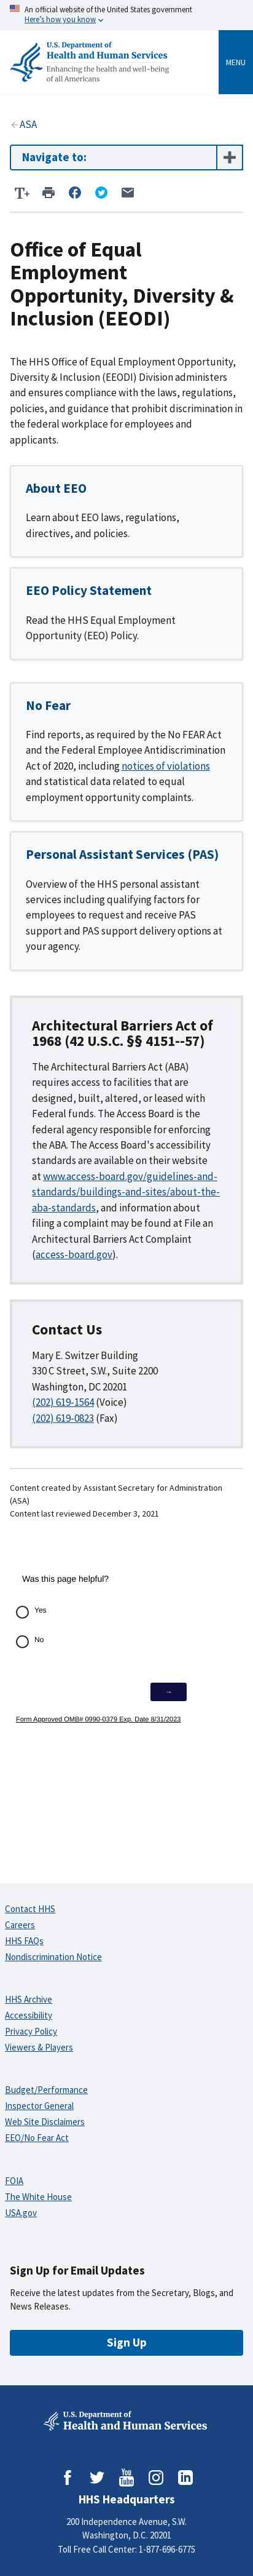 An official website of the United States government
Here's how you know
MENU
U.S. Department of
Health and Human Services
Enhancing the health and well-being
of all Americans
ASA
Navigate to:
T+
Office of Equal
Employment
Opportunity, Diversity &
Inclusion (EEODI)
The HHS Office of Equal Employment Opportunity,
Diversity & Inclusion (EEODI) Division administers
and ensures compliance with the laws, regulations,
policies, and guidance that prohibit discrimination in
the federal workplace for employees and
applicants.
About EEO
Learn about EEO laws, regulations,
directives, and policies.
EEO Policy Statement
Read the HHS Equal Employment
Opportunity (EEO) Policy.
No Fear
Find reports, as required by the No FEAR Act
and the Federal Employee Antidiscrimination
Act of 2020, including notices of violations
and statistical data related to equal
employment opportunity complaints.
Personal Assistant Services (PAS)
Overview of the HHS personal assistant
services including qualifying factors for
employees to request and receive PAS
support and PAS support delivery options at
your agency.
Architectural Barriers Act of
1968 (42 U.S.C. §§ 4151--57)
The Architectural Barriers Act (ABA)
requires access to facilities that are
designed, built, altered, or leased with
Federal funds. The Access Board is the
federal agency responsible for enforcing
the ABA. The Access Board's accessibility
standards are available on their website
at www.access-board.gov/guidelines-and-
standards/buildings-and-sites/about-the-
aba-standards, and information about
filing a complaint may be found at File an
Architectural Barriers Act Complaint
(access-board.gov).
Contact Us
Mary E. Switzer Building
330 C Street, S.W., Suite 2200
Washington, DC 20201
(202) 619-1564 (Voice)
(202) 619-0823 (Fax)
Content created by Assistant Secretary for Administration
(ASA)
Content last reviewed December 3, 2021
Was this page helpful?
Yes
No
→
Form Approved OMB# 0990-0379 Exp. Date 8/31/2023
Contact HHS
Careers
HHS FAQs
Nondiscrimination Notice
HHS Archive
Accessibility
Privacy Policy
Viewers & Players
Budget/Performance
Inspector General
Web Site Disclaimers
EEO/No Fear Act
FOIA
The White House
USA.gov
Sign Up for Email Updates
Receive the latest updates from the Secretary, Blogs, and
News Releases.
Sign Up
U.S. Department of
Health and Human Services
You
Tube
HHS Headquarters
200 Independence Avenue, S.W.
Washington, D.C. 20201
Toll Free Call Center: 1-877-696-6775